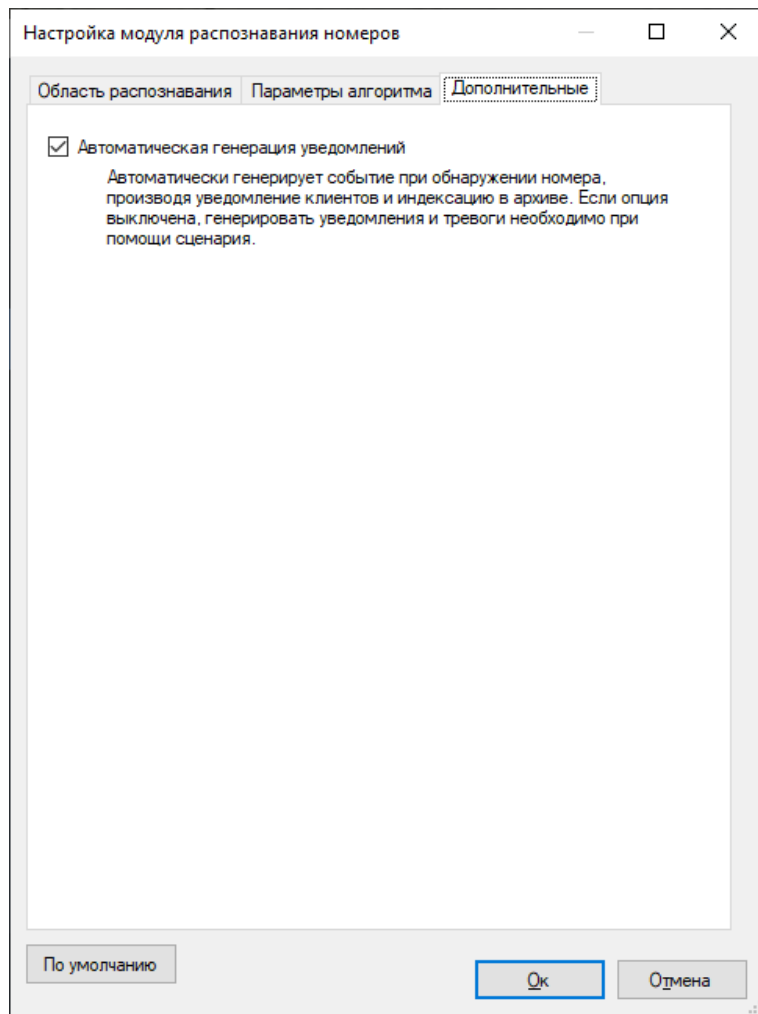 Настройка модуля распознавания номеров
Область распознавания Параметры алгоритма Дополнительные
Автоматическая генерация уведомлений
Автоматически генерирует событие при обнаружении номера,
производя уведомление клиентов и индексацию в архиве. Если опция
выключена, генерировать уведомления и тревоги необходимо при
помощи сценария.
По умолчанию
Ок
Отмена